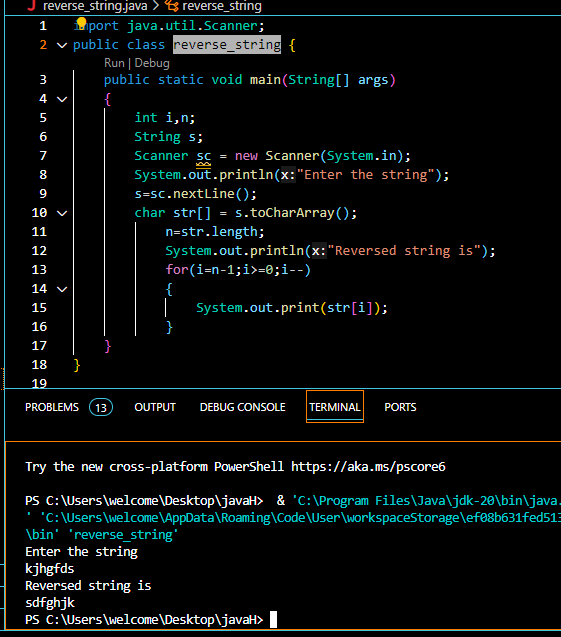 reverse_string.java > reverse_string
1 import java.util.Scanner;
2 public class reverse_string {
Run | Debug
3 public static void main(String[] args)
4 {
5 int i,n;
6 String s;
7 Scanner sc = new Scanner(System.in);
8 System.out.println(x:"Enter the string");
9 s=sc.nextLine();
10 char str[] = s.toCharArray();
11 n=str.length;
12 System.out.println(x:"Reversed string is");
13 for(i=n-1;i>=0;i--)
14 {
15 System.out.print(str[i]);
16 }
17 }
18 }
19
PROBLEMS 13 OUTPUT DEBUG CONSOLE TERMINAL PORTS
Try the new cross-platform PowerShell https://aka.ms/pscore6
PS C:\Users\welcome\Desktop\javaH> & 'C:\Program Files\Java\jdk-20\bin\java.
' 'C:\Users\welcome\AppData\Roaming\Code\User\workspaceStorage\ef08b631fed513
\bin' 'reverse_string'
Enter the string
kjhgfds
Reversed string is
sdfghjk
PS C:\Users\welcome\Desktop\javaH>